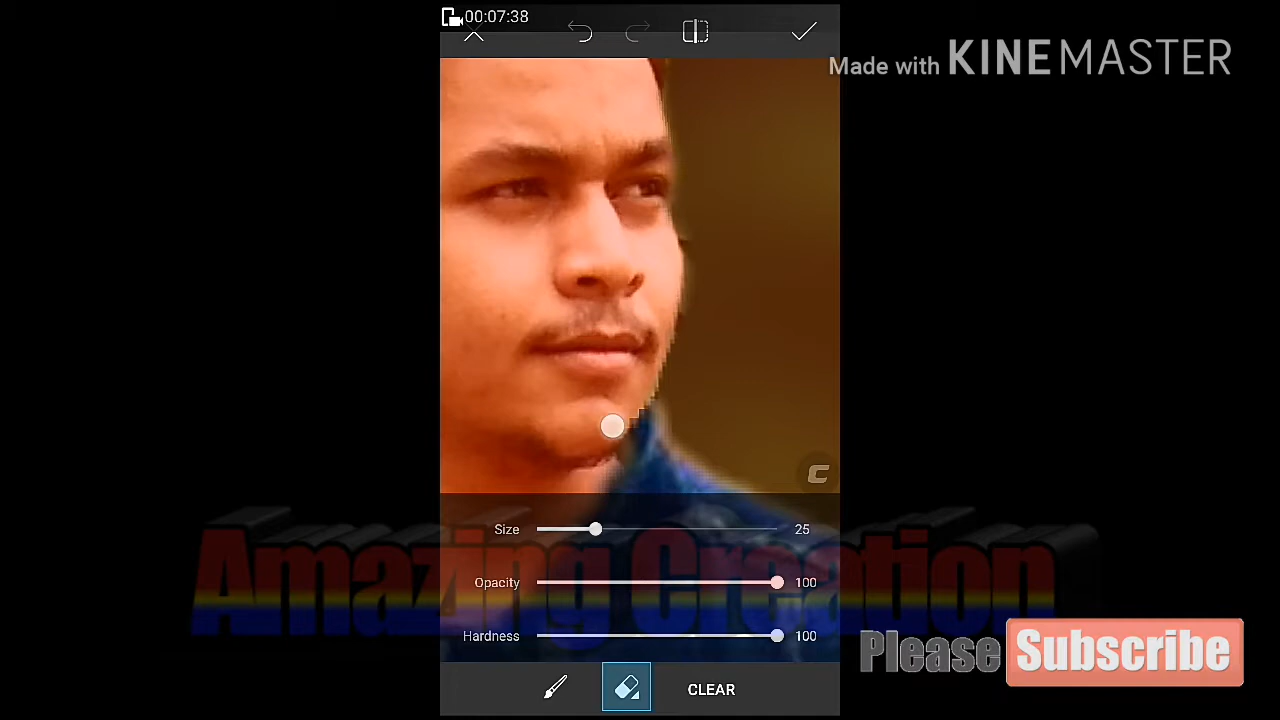 00:07:38
Made with KINEMASTER
Size 25
Opacity 100
Amazing Creation
Hardness 100
Please Subscribe
CLEAR